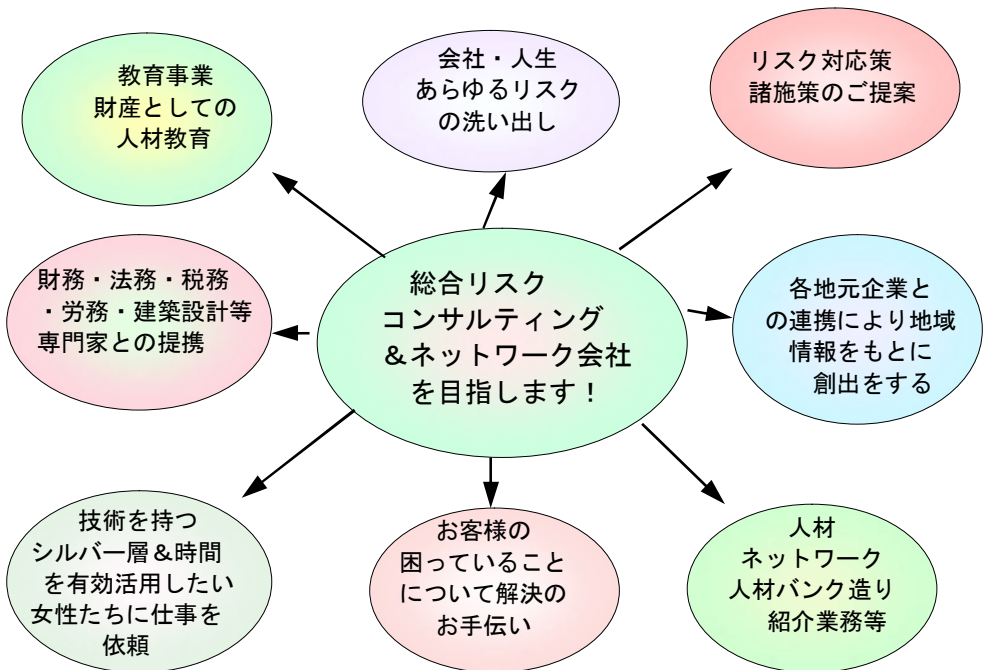 教育事業
財産としての
人材教育
会社・人生
あらゆるリスク
の洗い出し
リスク対応策
諸施策のご提案
財務・法務・税務
・労務・建築設計等
専門家との提携
総合リスク
コンサルティング
＆ネットワーク会社
を目指します！
各地元企業と
の連携により地域
情報をもとに
創出をする
技術を持つ
シルバー層＆時間
を有効活用したい
女性たちに仕事を
依頼
お客様の
困っていること
について解決の
お手伝い
人材
ネットワーク
人材バンク造り
紹介業務等